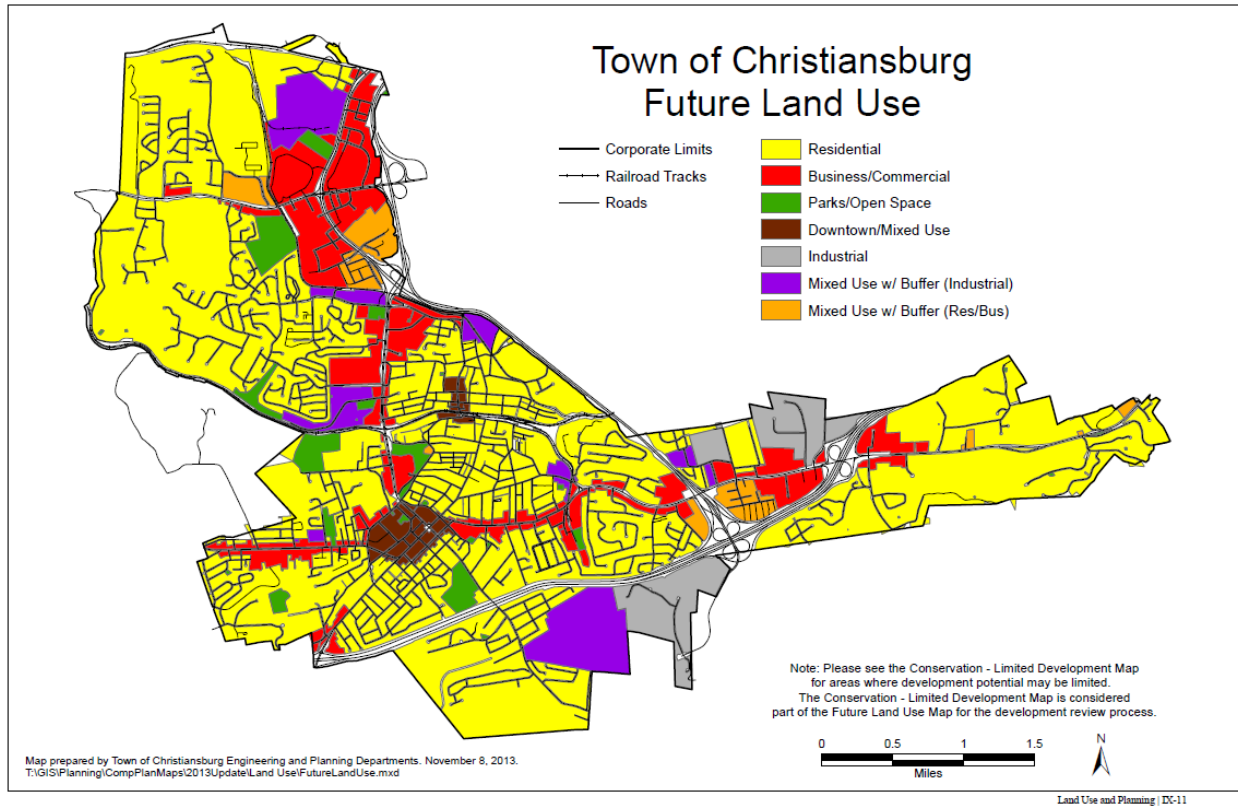 Town of Christiansburg
Future Land Use
Corporate Limits
Railroad Tracks
Roads
Residential
Business/Commercial
Parks/Open Space
Downtown/Mixed Use
Industrial
Mixed Use w/ Buffer (Industrial)
Mixed Use w/ Buffer (Res/Bus)
Note: Please see the Conservation - Limited Development Map
for areas where development potential may be limited.
The Conservation - Limited Development Map is considered
part of the Future Land Use Map for the development review process.
0 0.5 1 1.5
Miles
N
Map prepared by Town of Christiansburg Engineering and Planning Departments. November 8, 2013.
T:\GIS\Planning\CompPlanMaps\2013Update\Land Use\FutureLandUse.mxd
Land Use and Planning | IX-11